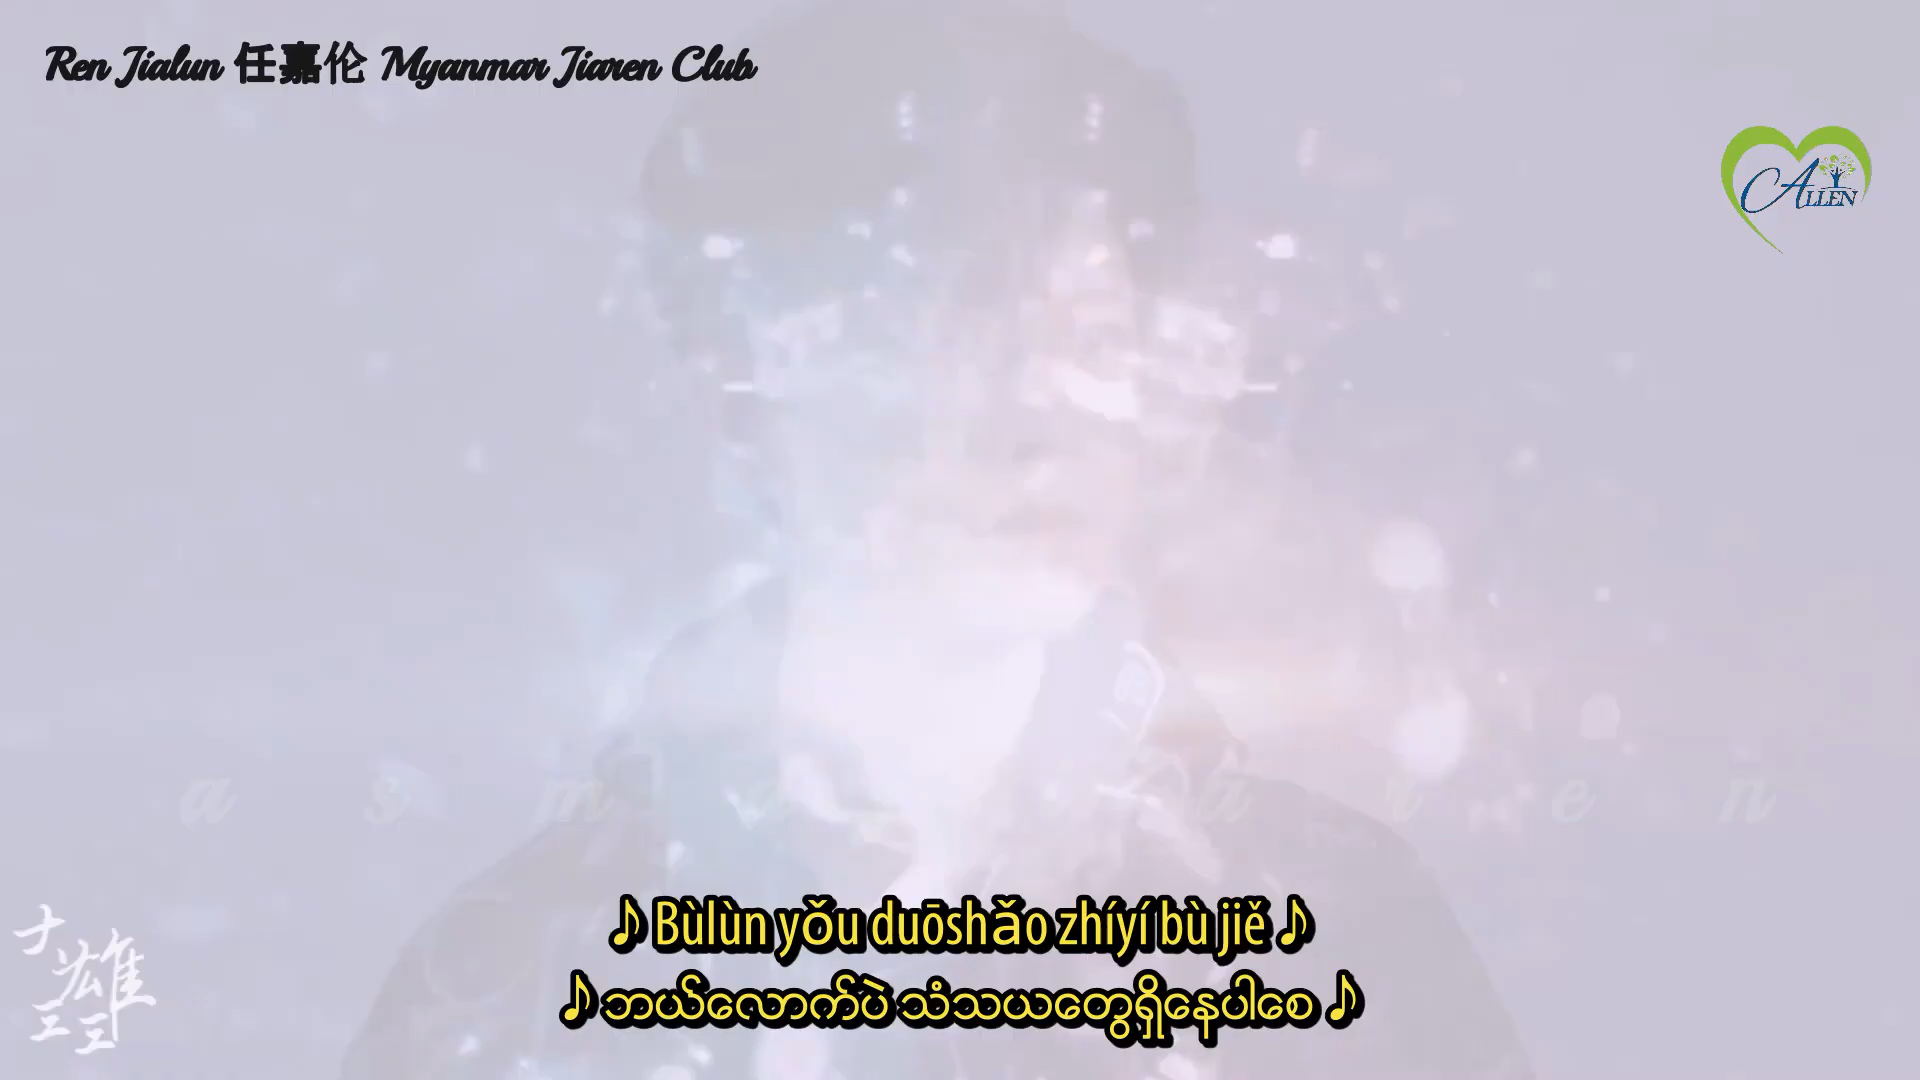 Ren Jialun 任嘉伦 Myanmar Jiaren Club
ALLEN
a s m a a r e n
♪ Bùlùn yǒu duōshǎo zhíyí bù jiě ♪
♪ ဘယ်လောက်ပဲ သံသယတွေရှိနေပါစေ ♪